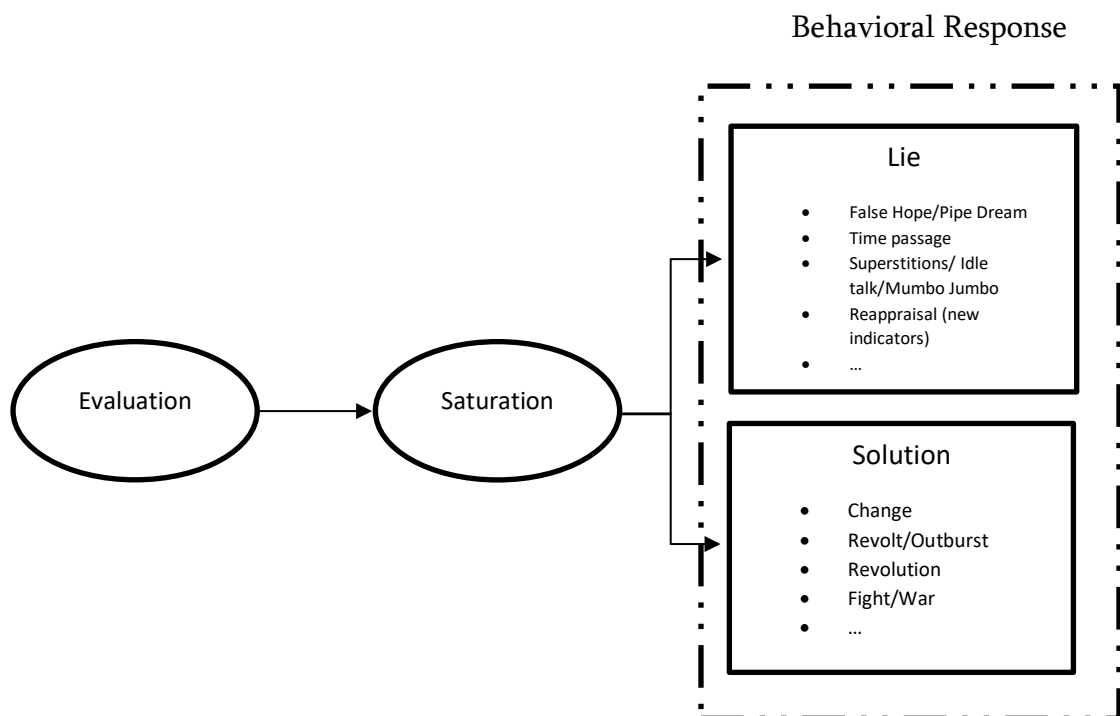 Behavioral Response
Lie
• False Hope/Pipe Dream
• Time passage
• Superstitions/ Idle
talk/Mumbo Jumbo
• Reappraisal (new
indicators)
• …
Evaluation
Saturation
Solution
• Change
• Revolt/Outburst
• Revolution
• Fight/War
• …